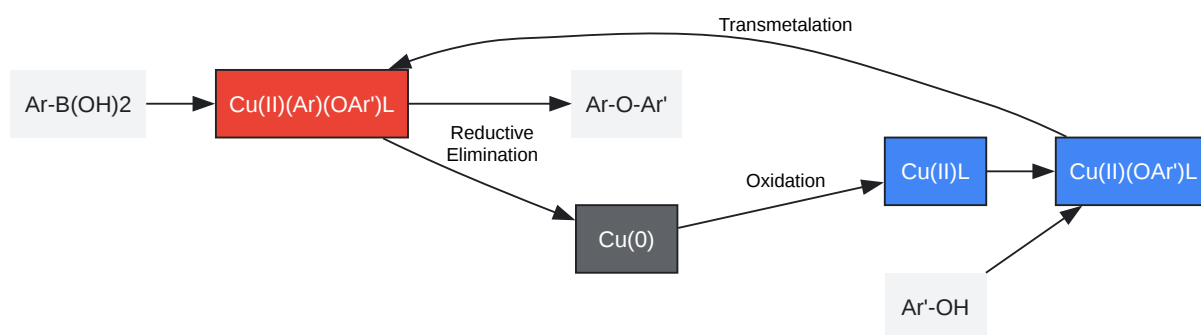 Transmetalation
Ar-B(OH)2
Cu(II)(Ar)(OAr')L
Ar-O-Ar'
Reductive
Elimination
Oxidation
Cu(II)L
Cu(II)(OAr')L
Cu(0)
Ar'-OH